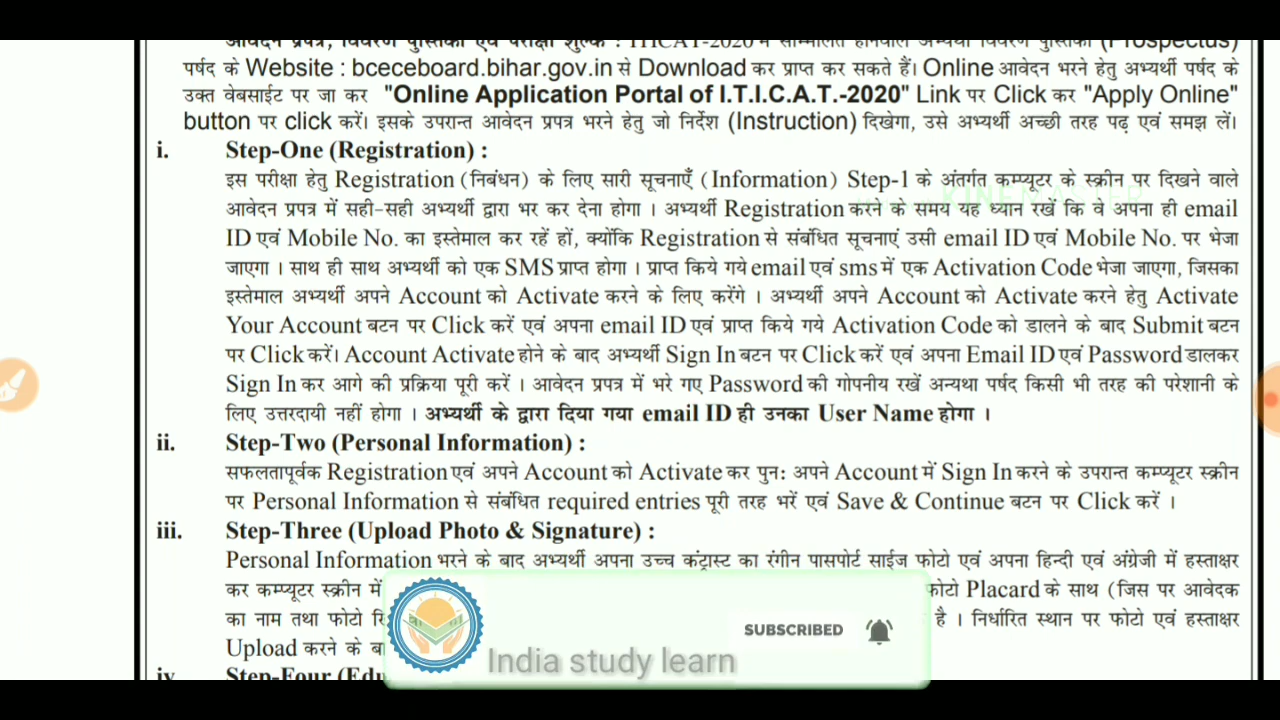 आवेदन प्रपत्र, विवरण पुस्तिका एवं परीक्षा शुल्क : ITICAT-2020 में सम्मिलित होनेवाले अभ्यर्थी विवरण पुस्तिका (Prospectus)
पर्षद के Website : bceceboard.bihar.gov.in से Download कर प्राप्त कर सकते हैं। Online आवेदन भरने हेतु अभ्यर्थी पर्षद के
उक्त वेबसाईट पर जा कर "Online Application Portal of I.T.I.C.A.T.-2020" Link पर Click कर "Apply Online"
button पर click करें। इसके उपरान्त आवेदन प्रपत्र भरने हेतु जो निर्देश (Instruction) दिखेगा, उसे अभ्यर्थी अच्छी तरह पढ़ एवं समझ लें।
i. Step-One (Registration) :
इस परीक्षा हेतु Registration (निबंधन) के लिए सारी सूचनाएँ (Information) Step-1 के अंतर्गत कम्प्यूटर के स्क्रीन पर दिखने वाले
आवेदन प्रपत्र में सही-सही अभ्यर्थी द्वारा भर कर देना होगा । अभ्यर्थी Registration करने के समय यह ध्यान रखें कि वे अपना ही email
ID एवं Mobile No. का इस्तेमाल कर रहें हों, क्योंकि Registration से संबंधित सूचनाएं उसी email ID एवं Mobile No. पर भेजा
जाएगा । साथ ही साथ अभ्यर्थी को एक SMS प्राप्त होगा । प्राप्त किये गये email एवं sms में एक Activation Code भेजा जाएगा, जिसका
इस्तेमाल अभ्यर्थी अपने Account को Activate करने के लिए करेंगे । अभ्यर्थी अपने Account को Activate करने हेतु Activate
Your Account बटन पर Click करें एवं अपना email ID एवं प्राप्त किये गये Activation Code को डालने के बाद Submit बटन
पर Click करें। Account Activate होने के बाद अभ्यर्थी Sign In बटन पर Click करें एवं अपना Email ID एवं Password डालकर
Sign In कर आगे की प्रक्रिया पूरी करें । आवेदन प्रपत्र में भरे गए Password की गोपनीय रखें अन्यथा पर्षद किसी भी तरह की परेशानी के
लिए उत्तरदायी नहीं होगा । अभ्यर्थी के द्वारा दिया गया email ID ही उनका User Name होगा ।
ii. Step-Two (Personal Information) :
सफलतापूर्वक Registration एवं अपने Account को Activate कर पुन: अपने Account में Sign In करने के उपरान्त कम्प्यूटर स्क्रीन
पर Personal Information से संबंधित required entries पूरी तरह भरें एवं Save & Continue बटन पर Click करें ।
iii. Step-Three (Upload Photo & Signature) :
Personal Information भरने के बाद अभ्यर्थी अपना उच्च कंट्रास्ट का रंगीन पासपोर्ट साईज फोटो एवं अपना हिन्दी एवं अंग्रेजी में हस्ताक्षर
कर कम्प्यूटर स्क्रीन में फोटो Placard के साथ (जिस पर आवेदक
का नाम तथा फोटो है । निर्धारित स्थान पर फोटो एवं हस्ताक्षर
Upload करने के
SUBSCRIBED
India study learn
iv. Step-Four
KINEMASTER